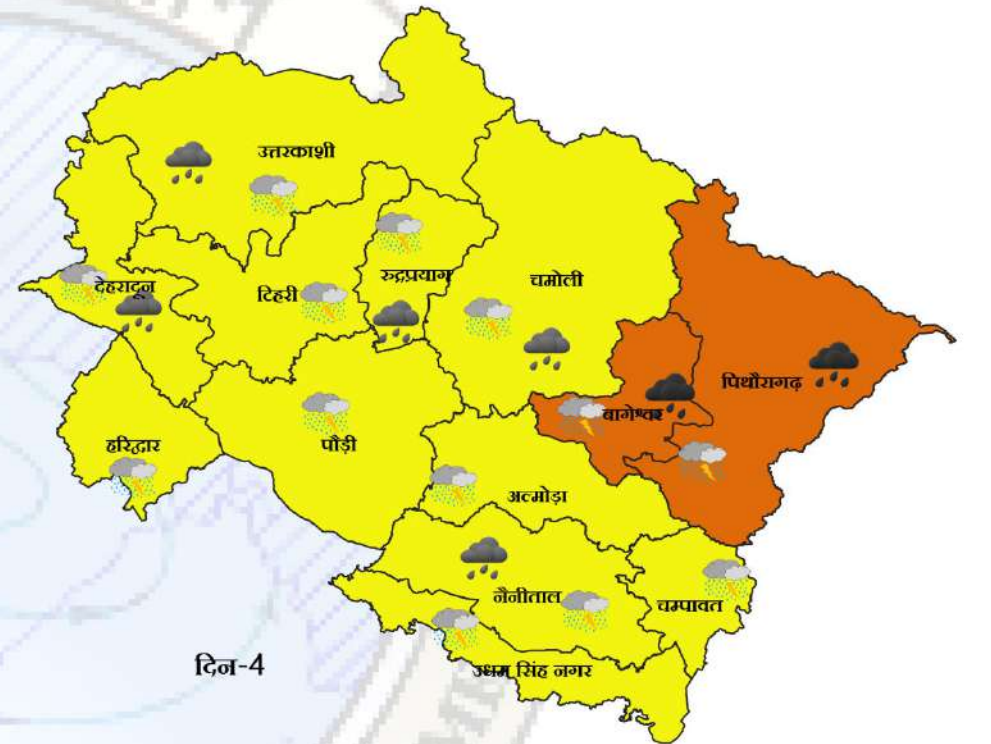 उत्तरकाशी
देहरादून
टिहरी
रुद्रप्रयाग
चमोली
पिथौरागढ़
बागेश्वर
हरिद्वार
पौड़ी
अल्मोड़ा
नैनीताल
चम्पावत
उधम सिंह नगर
दिन-4